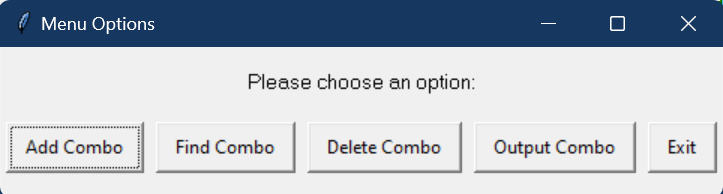 Menu Options
Please choose an option:
Add Combo Find Combo Delete Combo Output Combo Exit